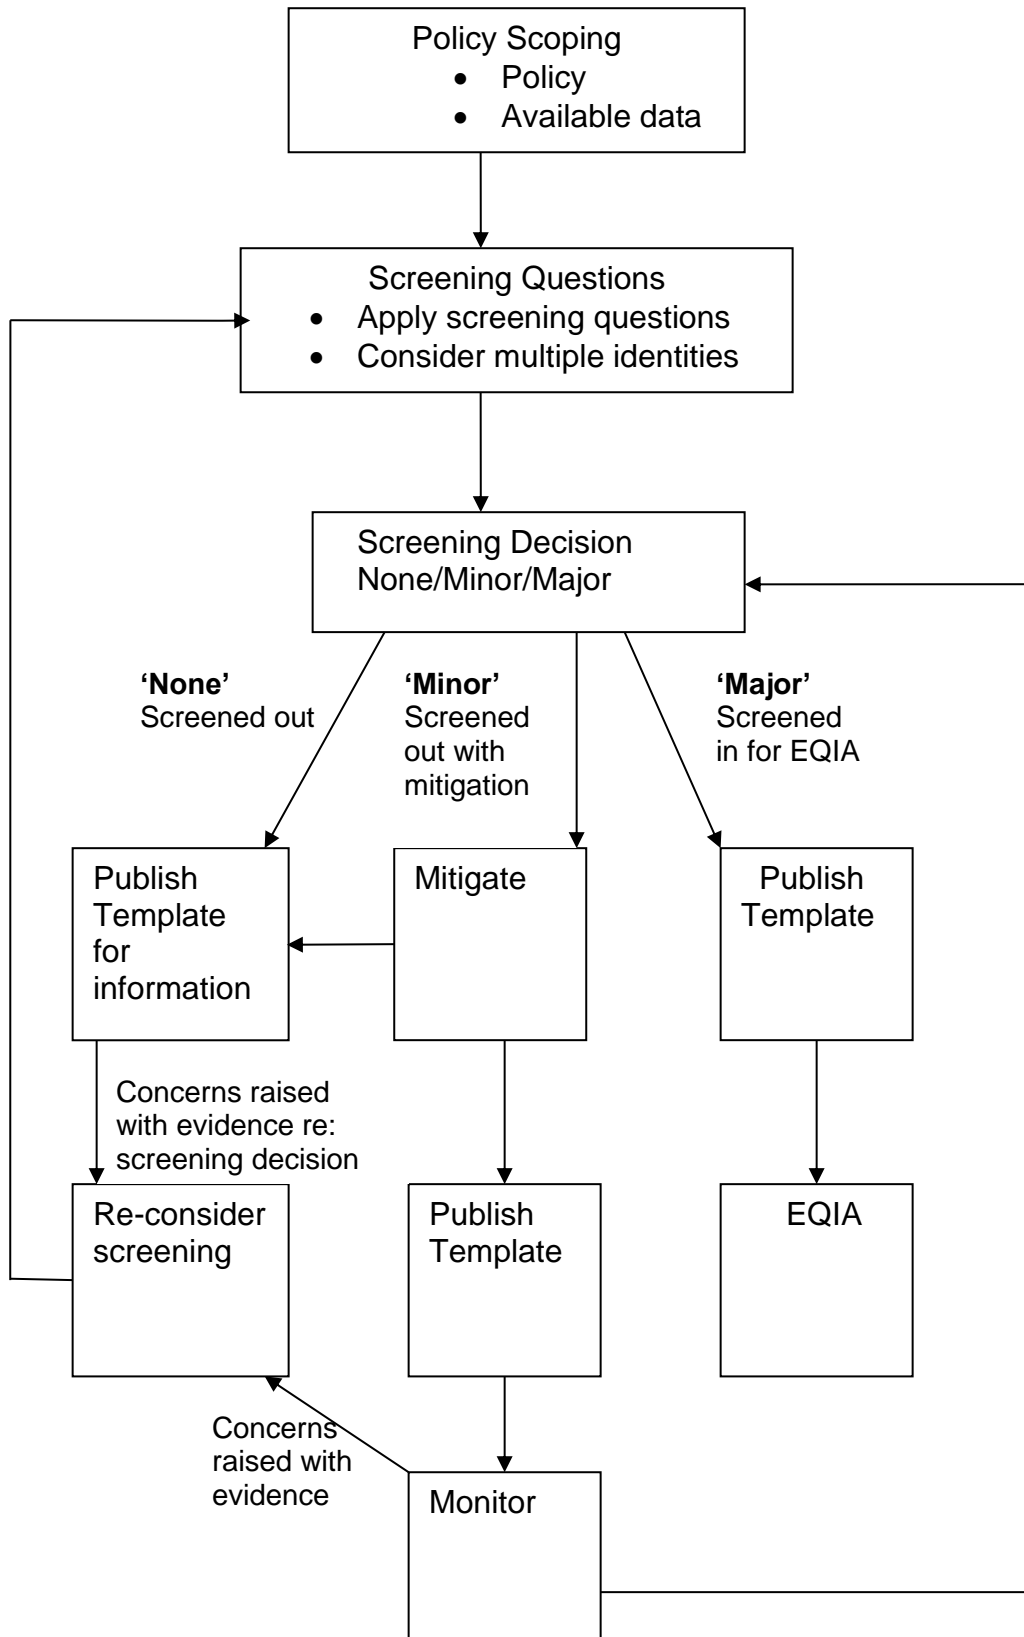 Policy Scoping
• Policy
• Available data
Screening Questions
• Apply screening questions
• Consider multiple identities
Screening Decision
None/Minor/Major
‘None’
Screened out
‘Minor’
Screened
out with
mitigation
‘Major’
Screened
in for EQIA
Publish
Template
for
information
Mitigate
Publish
Template
Concerns raised
with evidence re:
screening decision
Re-consider
screening
Publish
Template
EQIA
Concerns
raised with
evidence
Monitor